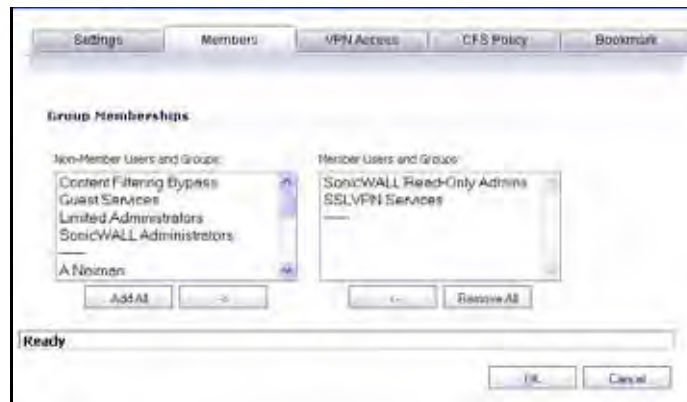 Settings Members VPN Access CFS Policy Bookmark
Group Memberships
Non-Member Users and Groups: Member Users and Groups:
Content Filtering Bypass
Guest Services
Limited Administrators
SonicWALL Administrators
-----
A Neiman
SonicWALL Read-Only Admins
SSLVPN Services
-----
Add All -> <- Remove All
Ready
OK Cancel